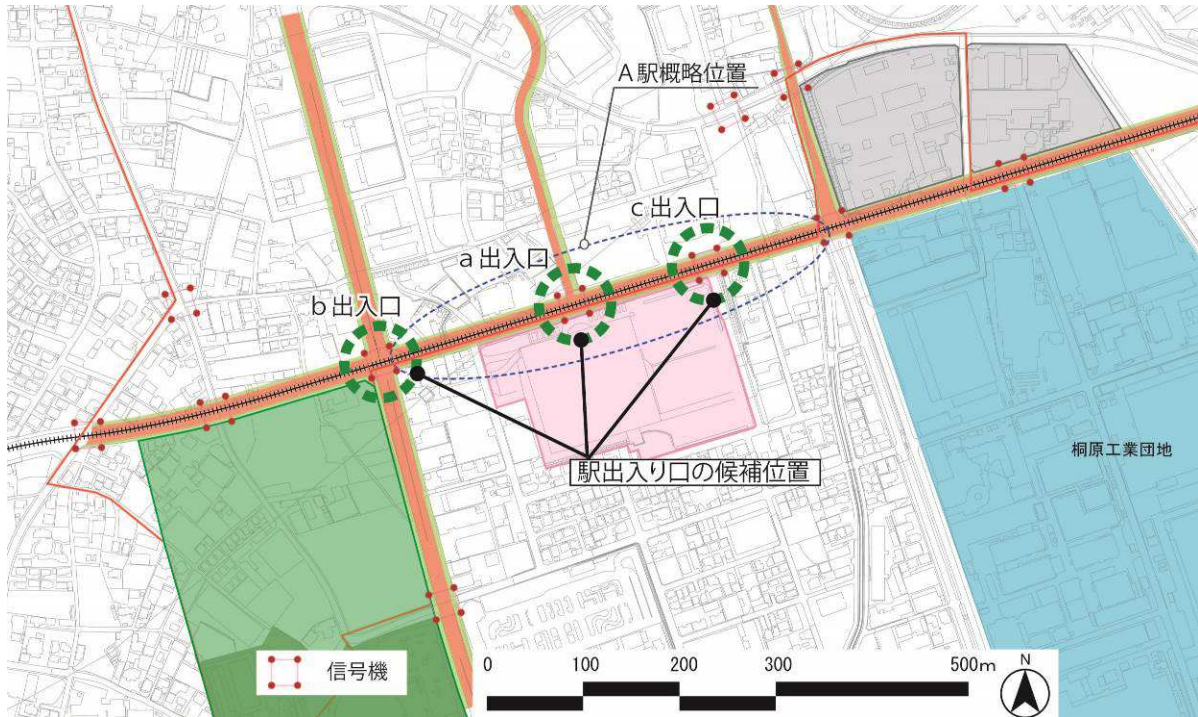 A駅概略位置
c出入口
a出入口
b出入口
駅出入り口の候補位置
桐原工業団地
信号機
0 100 200 300 500m
N